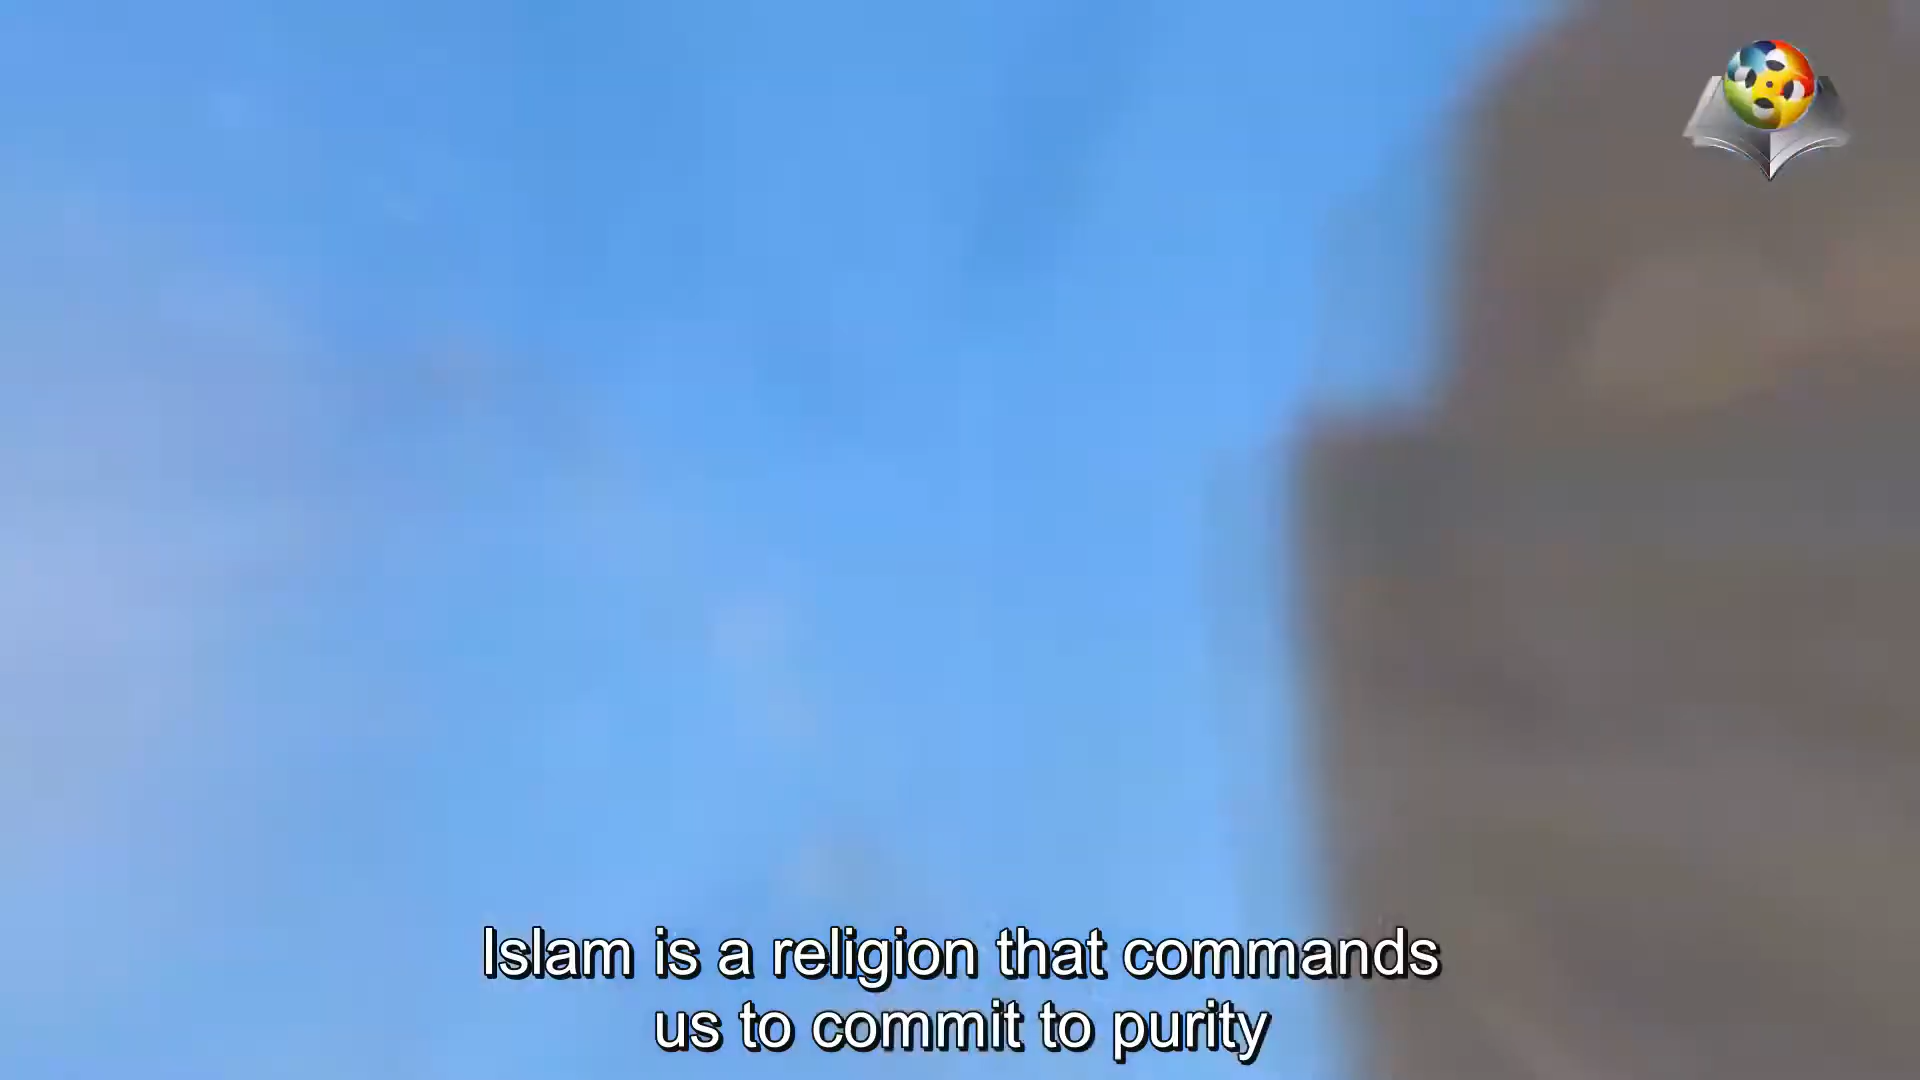 Islam is a religion that commands
us to commit to purity